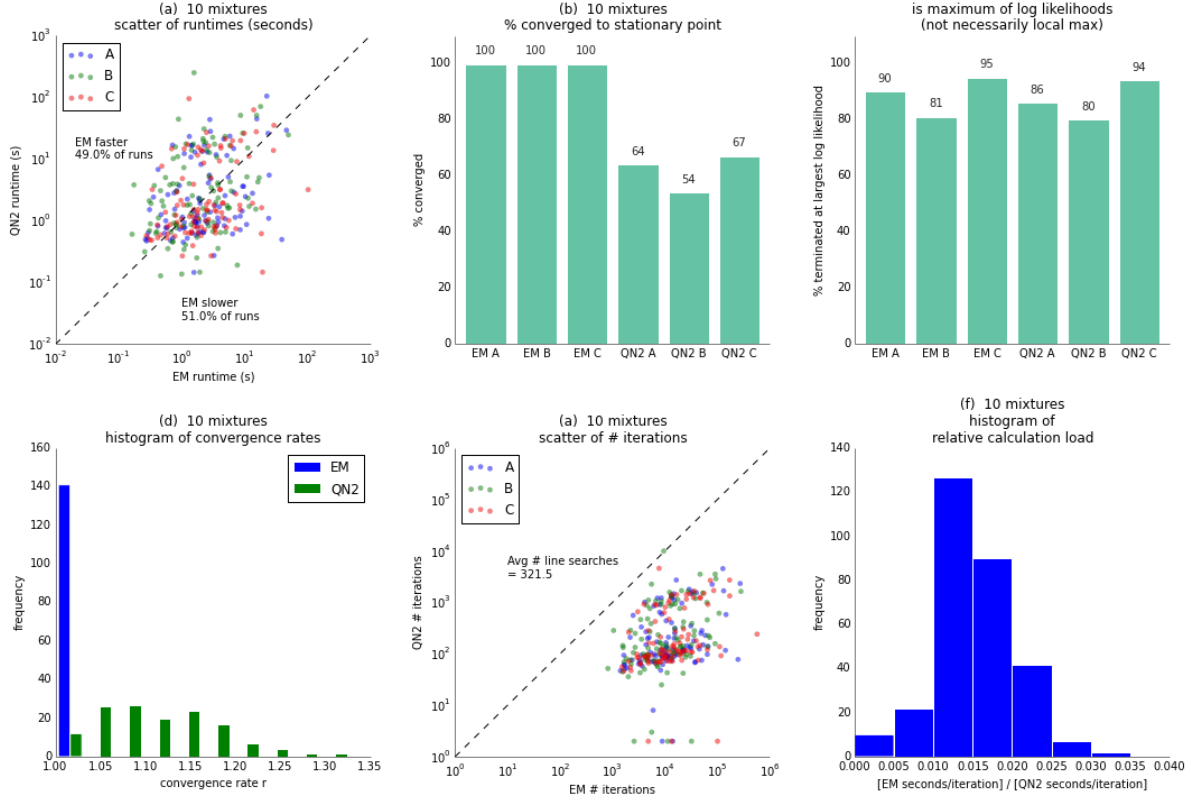 (a) 10 mixtures
scatter of runtimes (seconds)
10^3
10^2
10^1
10^0
10^-1
10^-2
QN2 runtime (s)
A
B
C
EM faster
49.0% of runs
EM slower
51.0% of runs
10^-2 10^-1 10^0 10^1 10^2 10^3
EM runtime (s)
(b) 10 mixtures
% converged to stationary point
100
80
60
40
20
0
% converged
100 100 100 64 54 67
EM A EM B EM C QN2 A QN2 B QN2 C
is maximum of log likelihoods
(not necessarily local max)
100
80
60
40
20
0
% terminated at largest log likelihood
90 81 95 86 80 94
EM A EM B EM C QN2 A QN2 B QN2 C
(d) 10 mixtures
histogram of convergence rates
160
140
120
100
80
60
40
20
0
frequency
EM
QN2
1.00 1.05 1.10 1.15 1.20 1.25 1.30 1.35
convergence rate r
(a) 10 mixtures
scatter of # iterations
10^6
10^5
10^4
10^3
10^2
10^1
10^0
QN2 # iterations
A
B
C
Avg # line searches
= 321.5
10^0 10^1 10^2 10^3 10^4 10^5 10^6
EM # iterations
(f) 10 mixtures
histogram of
relative calculation load
140
120
100
80
60
40
20
0
frequency
0.000 0.005 0.010 0.015 0.020 0.025 0.030 0.035 0.040
[EM seconds/iteration] / [QN2 seconds/iteration]